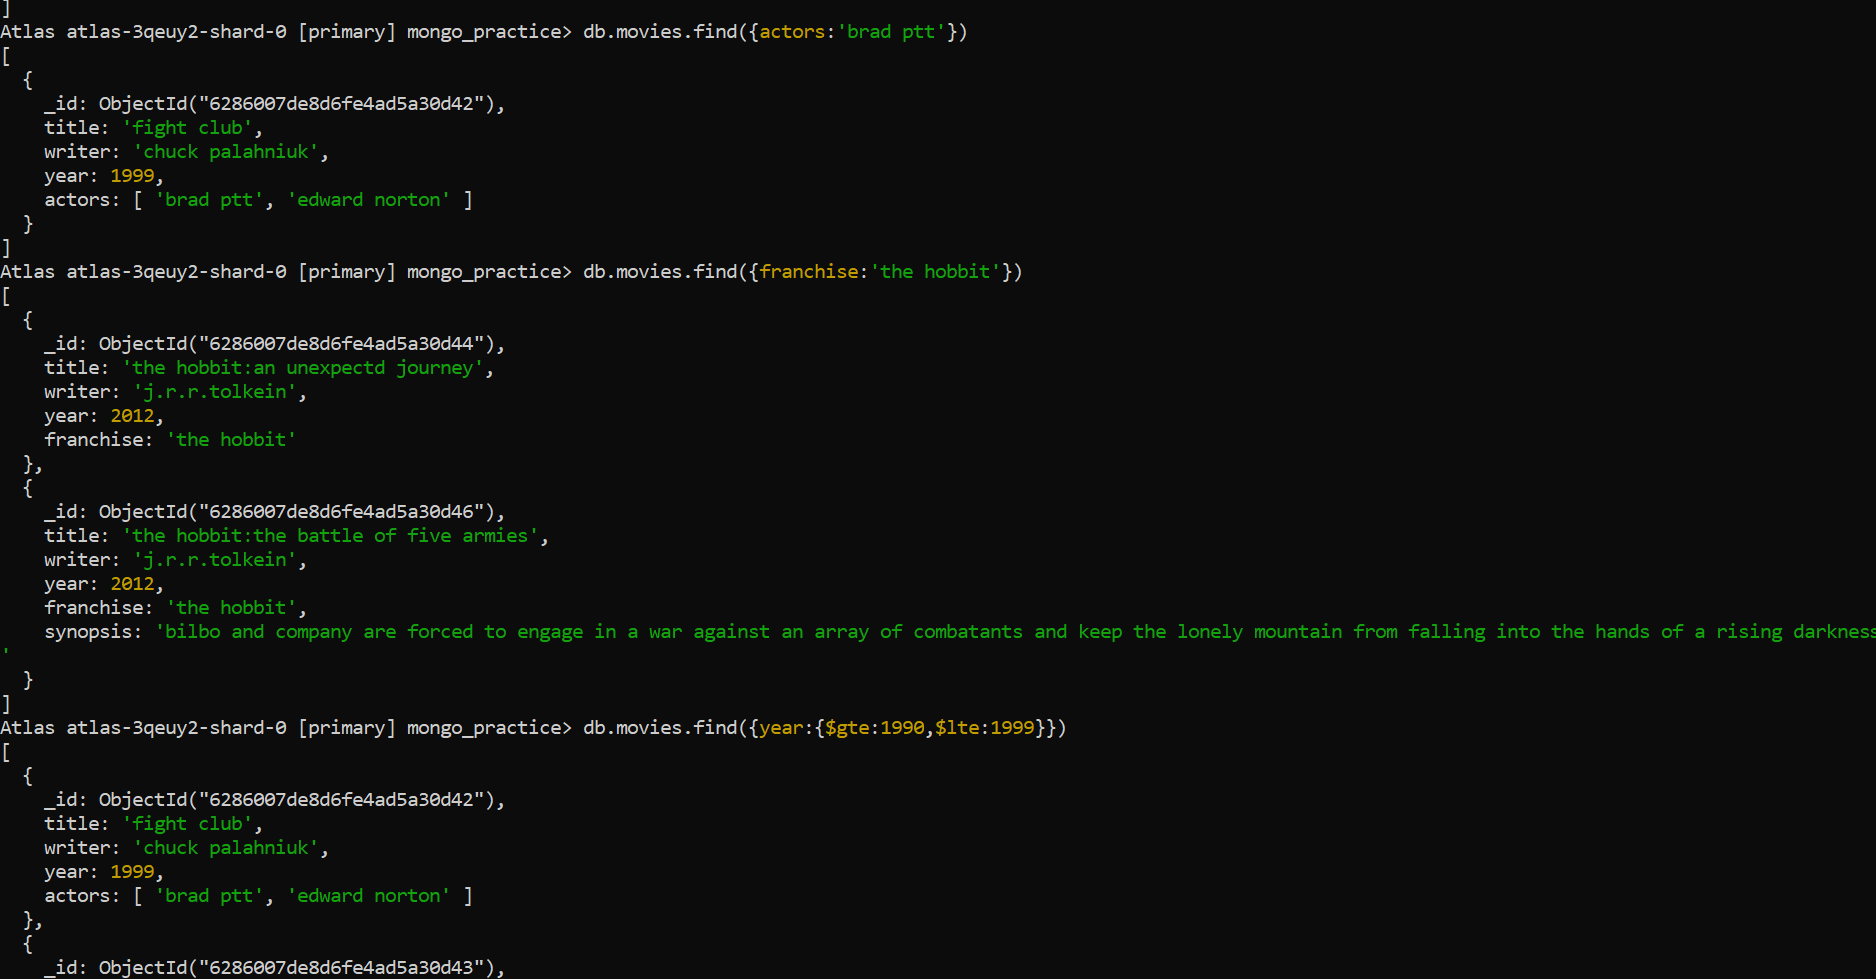 ]
Atlas atlas-3qeuy2-shard-0 [primary] mongo_practice> db.movies.find({actors:'brad ptt'})
[
  {
    _id: ObjectId("6286007de8d6fe4ad5a30d42"),
    title: 'fight club',
    writer: 'chuck palahniuk',
    year: 1999,
    actors: [ 'brad ptt', 'edward norton' ]
  }
]
Atlas atlas-3qeuy2-shard-0 [primary] mongo_practice> db.movies.find({franchise:'the hobbit'})
[
  {
    _id: ObjectId("6286007de8d6fe4ad5a30d44"),
    title: 'the hobbit:an unexpectd journey',
    writer: 'j.r.r.tolkein',
    year: 2012,
    franchise: 'the hobbit'
  },
  {
    _id: ObjectId("6286007de8d6fe4ad5a30d46"),
    title: 'the hobbit:the battle of five armies',
    writer: 'j.r.r.tolkein',
    year: 2012,
    franchise: 'the hobbit',
    synopsis: 'bilbo and company are forced to engage in a war against an array of combatants and keep the lonely mountain from falling into the hands of a rising darkness
'
  }
]
Atlas atlas-3qeuy2-shard-0 [primary] mongo_practice> db.movies.find({year:{$gte:1990,$lte:1999}})
[
  {
    _id: ObjectId("6286007de8d6fe4ad5a30d42"),
    title: 'fight club',
    writer: 'chuck palahniuk',
    year: 1999,
    actors: [ 'brad ptt', 'edward norton' ]
  },
  {
    _id: ObjectId("6286007de8d6fe4ad5a30d43"),